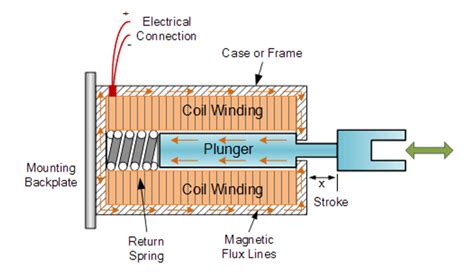 +
-
Electrical
Connection
Case or Frame
Coil Winding
Plunger
Coil Winding
Mounting
Backplate
x
Stroke
Return
Spring
Magnetic
Flux Lines